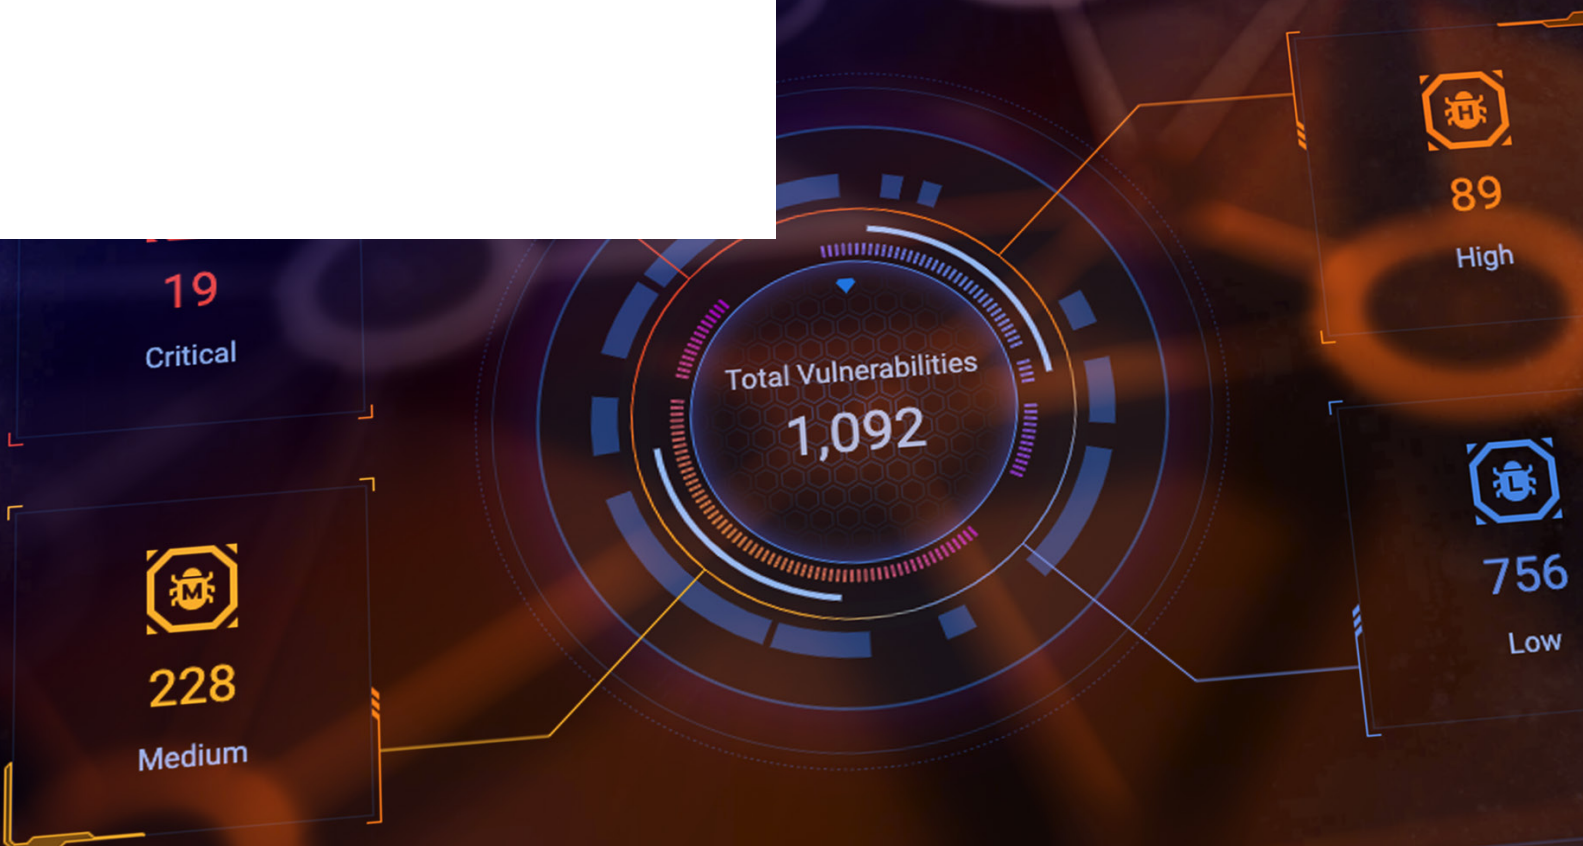 H
89
High
19
Critical
Total Vulnerabilities
1,092
M
228
Medium
L
756
Low